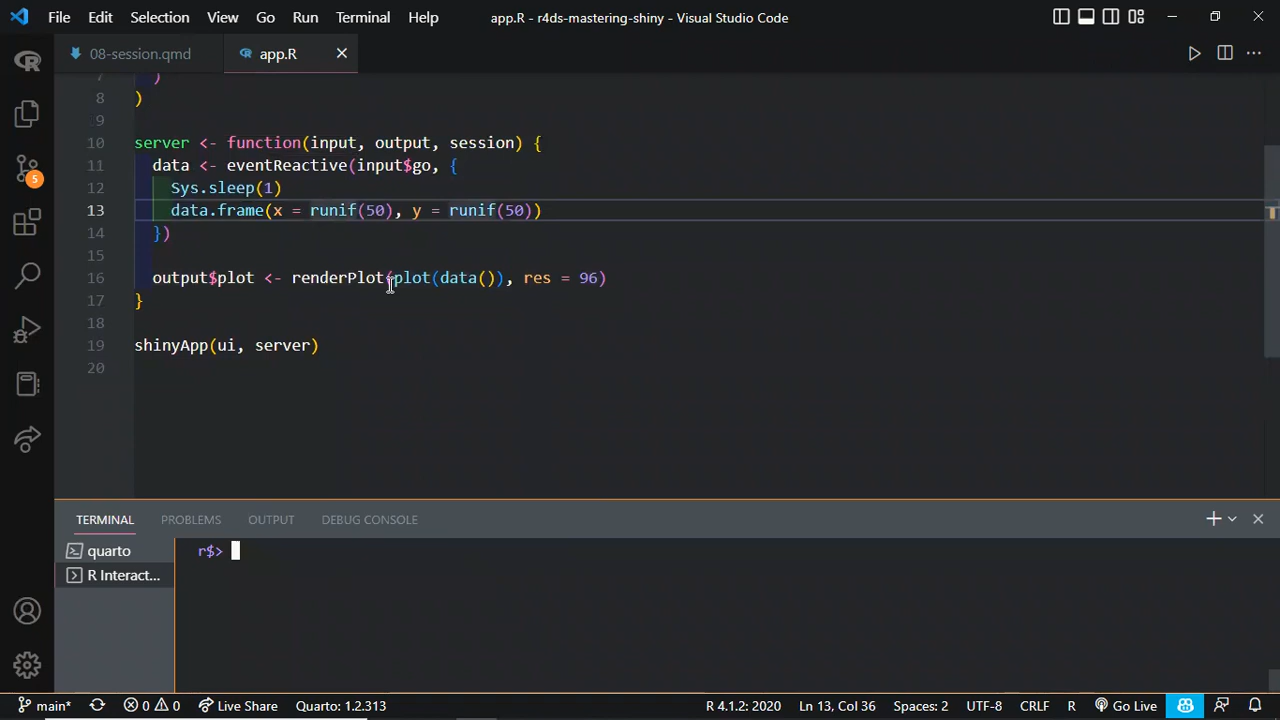 File Edit Selection View Go Run Terminal Help app.R - r4ds-mastering-shiny - Visual Studio Code
08-session.qmd app.R
7 )
8 )
9
10 server <- function(input, output, session) {
11 data <- eventReactive(input$go, {
12 Sys.sleep(1)
13 data.frame(x = runif(50), y = runif(50))
14 })
15
16 output$plot <- renderPlot(plot(data()), res = 96)
17 }
18
19 shinyApp(ui, server)
20
5
TERMINAL PROBLEMS OUTPUT DEBUG CONSOLE
quarto
R Interact...
r$>
main* 0 0 Live Share Quarto: 1.2.313 R 4.1.2: 2020 Ln 13, Col 36 Spaces: 2 UTF-8 CRLF R Go Live